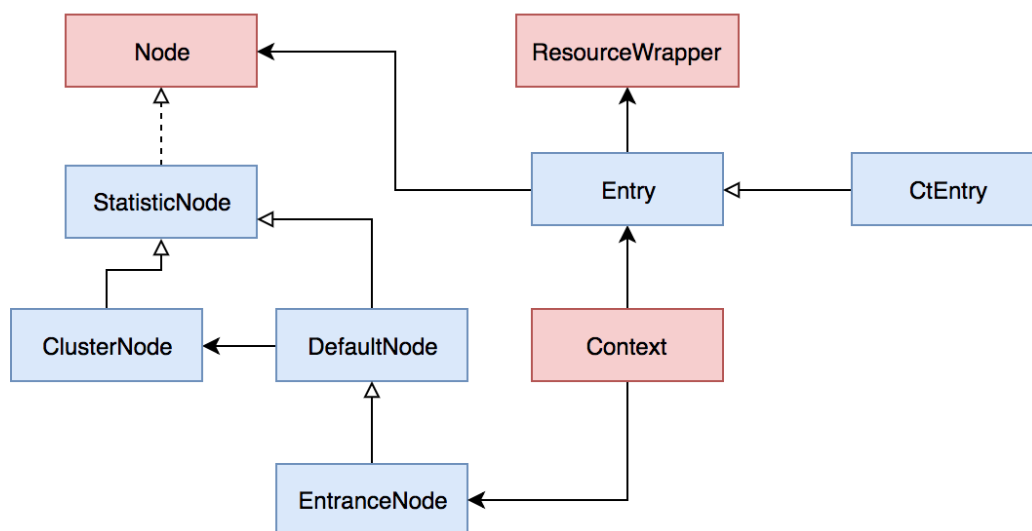 Node
ResourceWrapper
StatisticNode
Entry
CtEntry
ClusterNode
DefaultNode
Context
EntranceNode